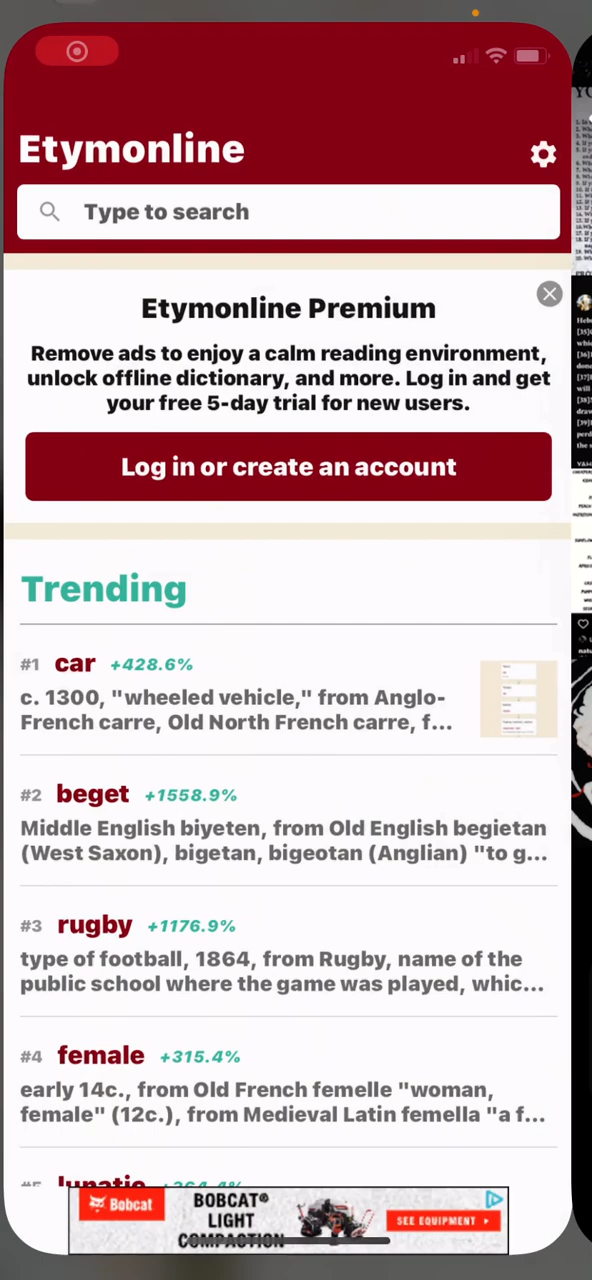 Etymonline
Type to search
Etymonline Premium
Remove ads to enjoy a calm reading environment,
unlock offline dictionary, and more. Log in and get
your free 5-day trial for new users.
Log in or create an account
Trending
#1 car +428.6%
c. 1300, "wheeled vehicle," from Anglo-
French carre, Old North French carre, f...
#2 beget +1558.9%
Middle English biyeten, from Old English begietan
(West Saxon), bigetan, bigeotan (Anglian) "to g...
#3 rugby +1176.9%
type of football, 1864, from Rugby, name of the
public school where the game was played, whic...
#4 female +315.4%
early 14c., from Old French femelle "woman,
female" (12c.), from Medieval Latin femella "a f...
#5 lunatic +364.4%
Bobcat
BOBCAT®
LIGHT
COMPACTION
SEE EQUIPMENT